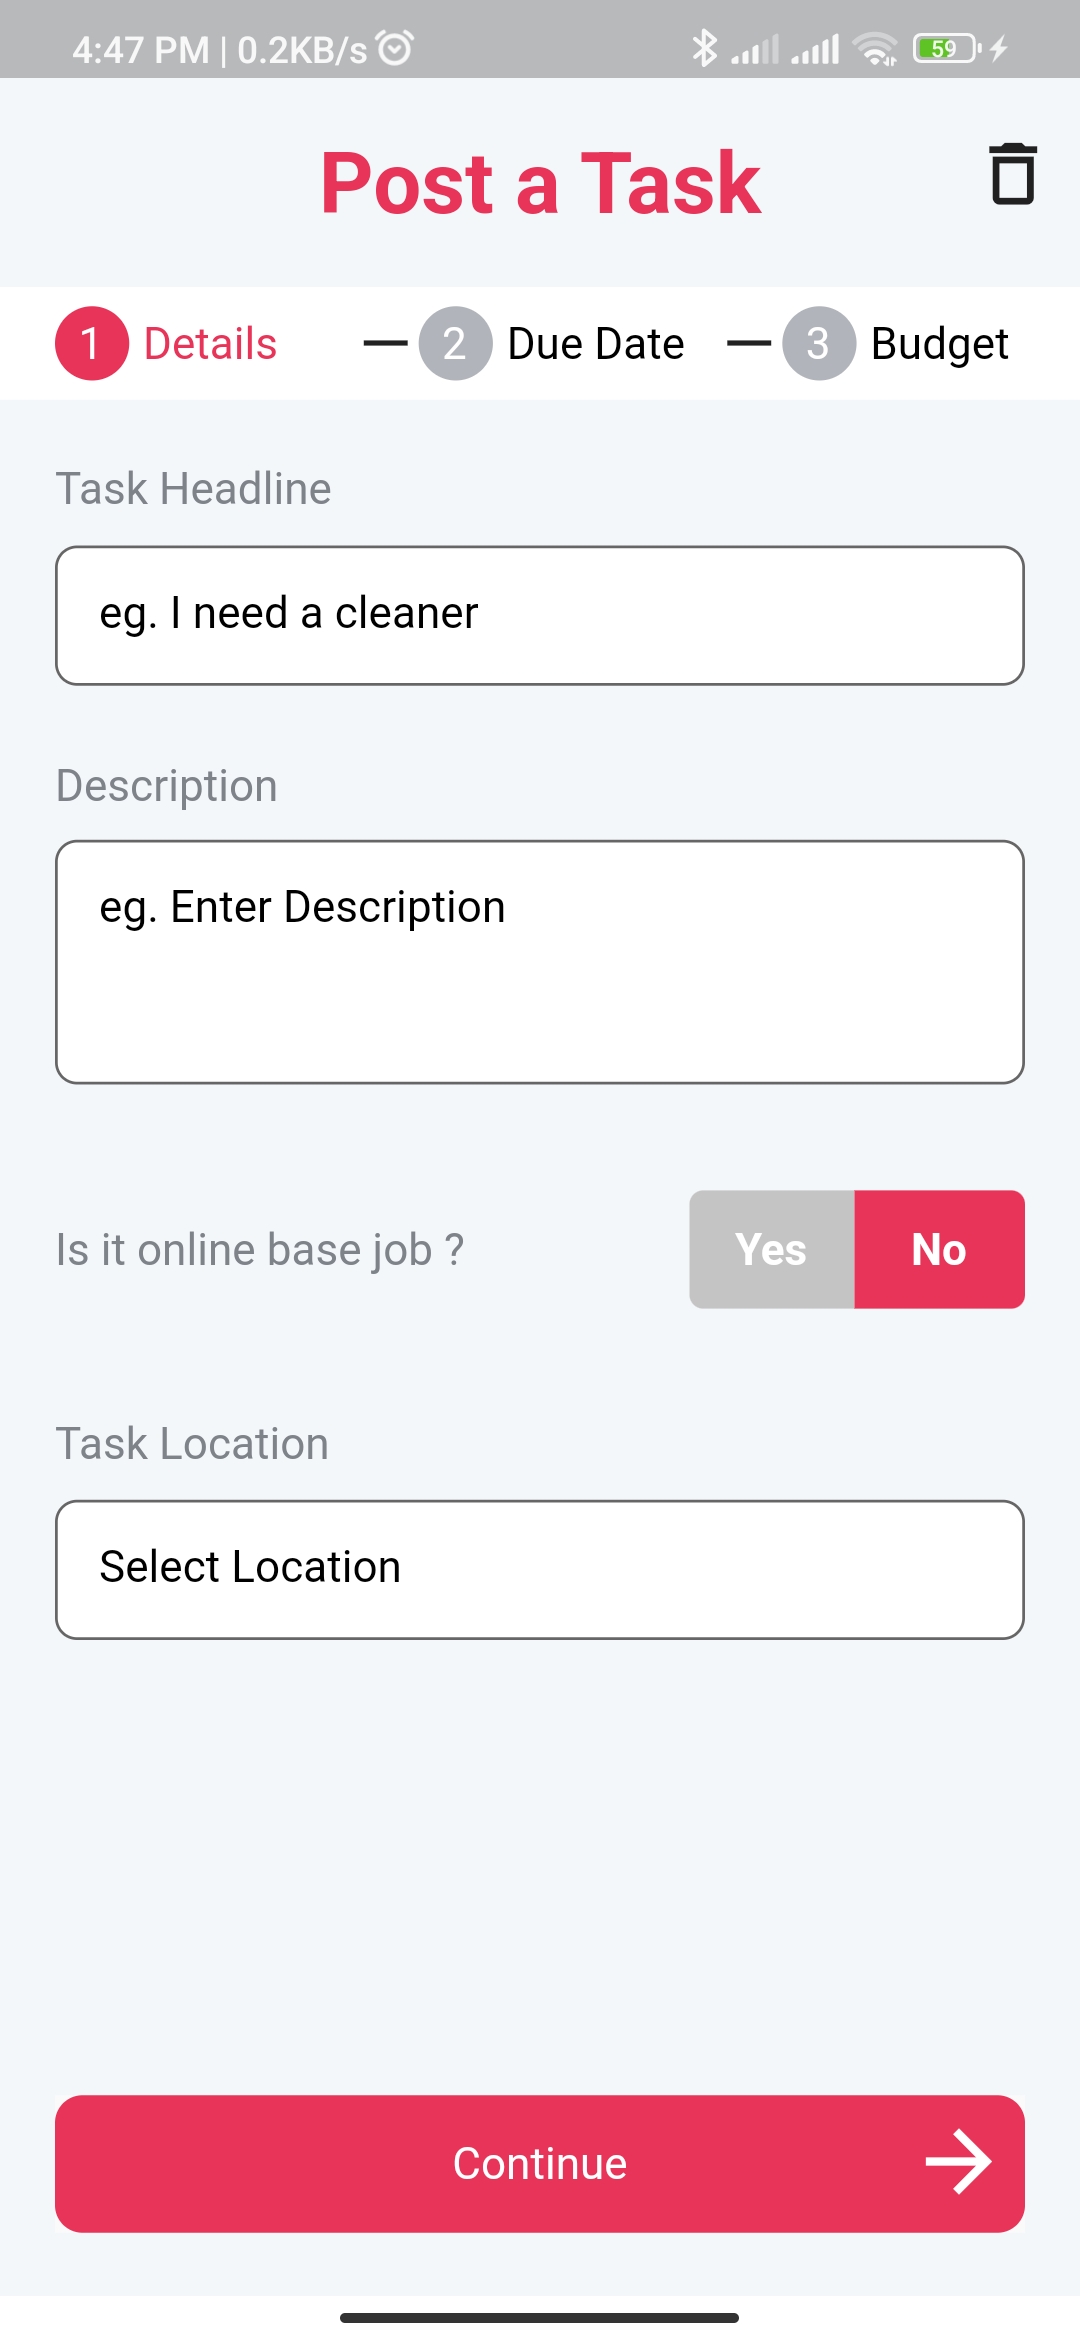 4:47 PM | 0.2KB/s 59
Post a Task
1 Details 2 Due Date 3 Budget
Task Headline
eg. I need a cleaner
Description
eg. Enter Description
Is it online base job ? Yes No
Task Location
Select Location
Continue